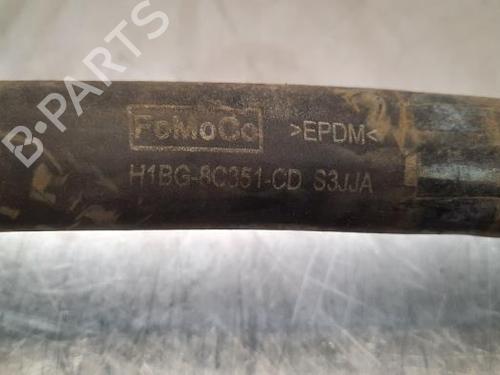 FoMoCo >EPDM<
H1BG-8C351-CD S3JJA
B-PARTS